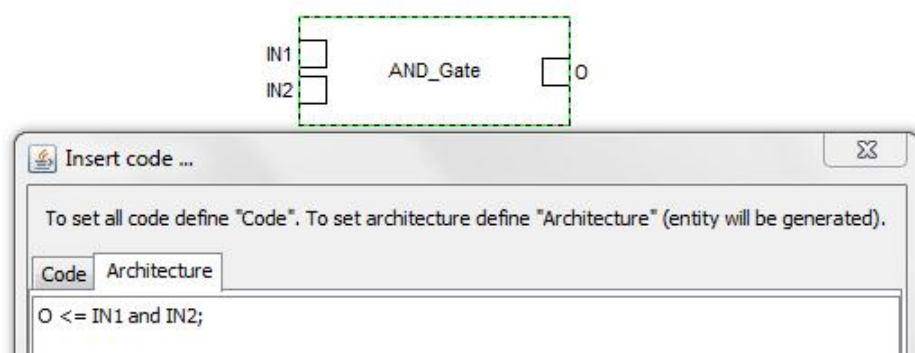 IN1
AND_Gate
O
IN2
Insert code ...
To set all code define "Code". To set architecture define "Architecture" (entity will be generated).
Code
Architecture
O <= IN1 and IN2;